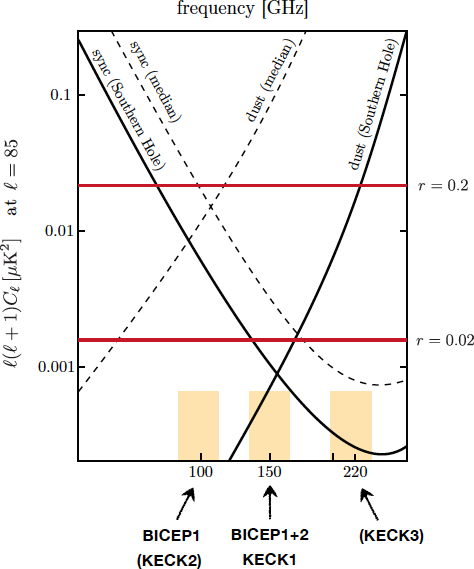 frequency [GHz]
sync (Southern Hole)
sync (median)
dust (median)
dust (Southern Hole)
ℓ(ℓ + 1)Cℓ [μK²] at ℓ = 85
0.1
r = 0.2
0.01
r = 0.02
0.001
100 150 220
BICEP1 BICEP1+2 (KECK3)
(KECK2) KECK1